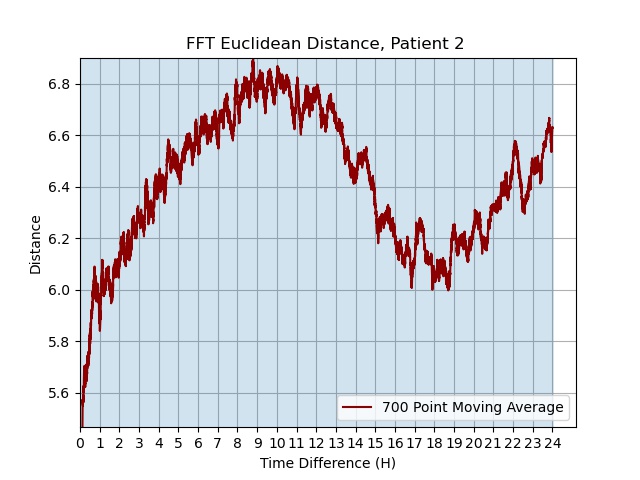 FFT Euclidean Distance, Patient 2
Distance
6.8
6.6
6.4
6.2
6.0
5.8
5.6
700 Point Moving Average
0 1 2 3 4 5 6 7 8 9 10 11 12 13 14 15 16 17 18 19 20 21 22 23 24
Time Difference (H)